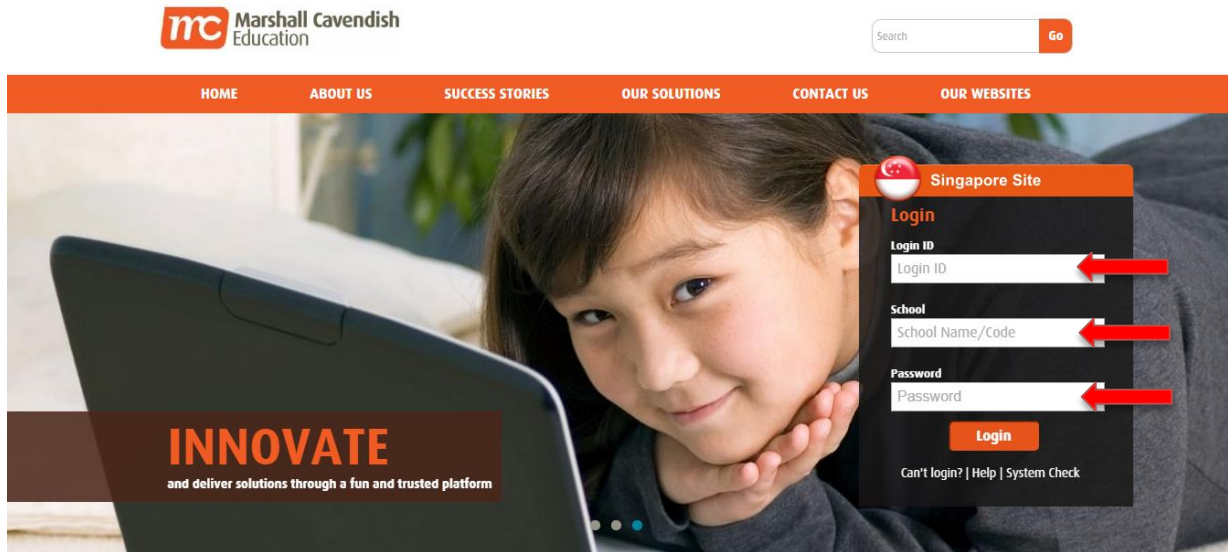 mc Marshall Cavendish
Education
Search Go
HOME ABOUT US SUCCESS STORIES OUR SOLUTIONS CONTACT US OUR WEBSITES
Singapore Site
Login
Login ID
Login ID
School
School Name/Code
Password
Password
Login
Can't login? | Help | System Check
INNOVATE
and deliver solutions through a fun and trusted platform